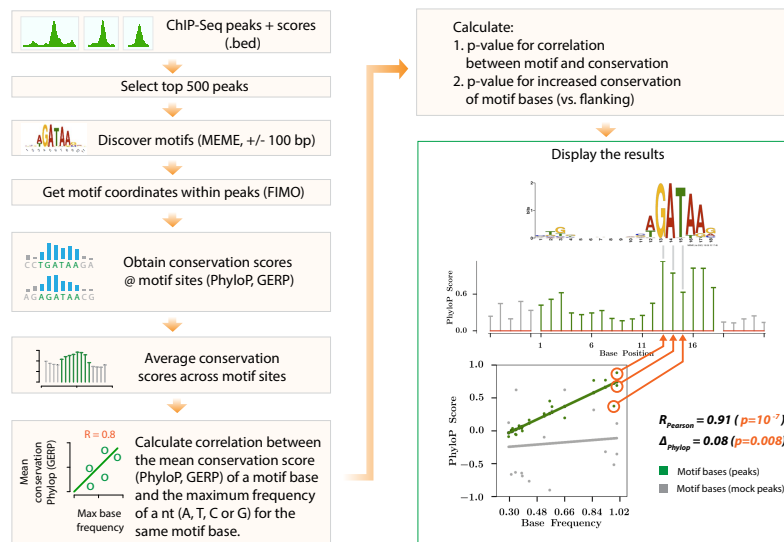 ChIP-Seq peaks + scores
(.bed)
Select top 500 peaks
Discover motifs (MEME, +/- 100 bp)
Get motif coordinates within peaks (FIMO)
CCTGATAAGA
AGAGATAACG
Obtain conservation scores
@ motif sites (PhyloP, GERP)
Average conservation
scores across motif sites
R = 0.8
Mean
conservation
Phylop (GERP)
Max base
frequency
Calculate correlation between
the mean conservation score
(PhyloP, GERP) of a motif base
and the maximum frequency
of a nt (A, T, C or G) for the
same motif base.
Calculate:
1. p-value for correlation
between motif and conservation
2. p-value for increased conservation
of motif bases (vs. flanking)
Display the results
AGATAA
PhyloP Score
0.6
0.0
1 6 11 16
Base Position
PhyloP Score
1.0
0.5
0.0
−0.5
−1.0
0.30 0.48 0.66 0.84 1.02
Base Frequency
R Pearson = 0.91 ( p=10⁻⁷)
Δ Phylop = 0.08 (p=0.008)
Motif bases (peaks)
Motif bases (mock peaks)